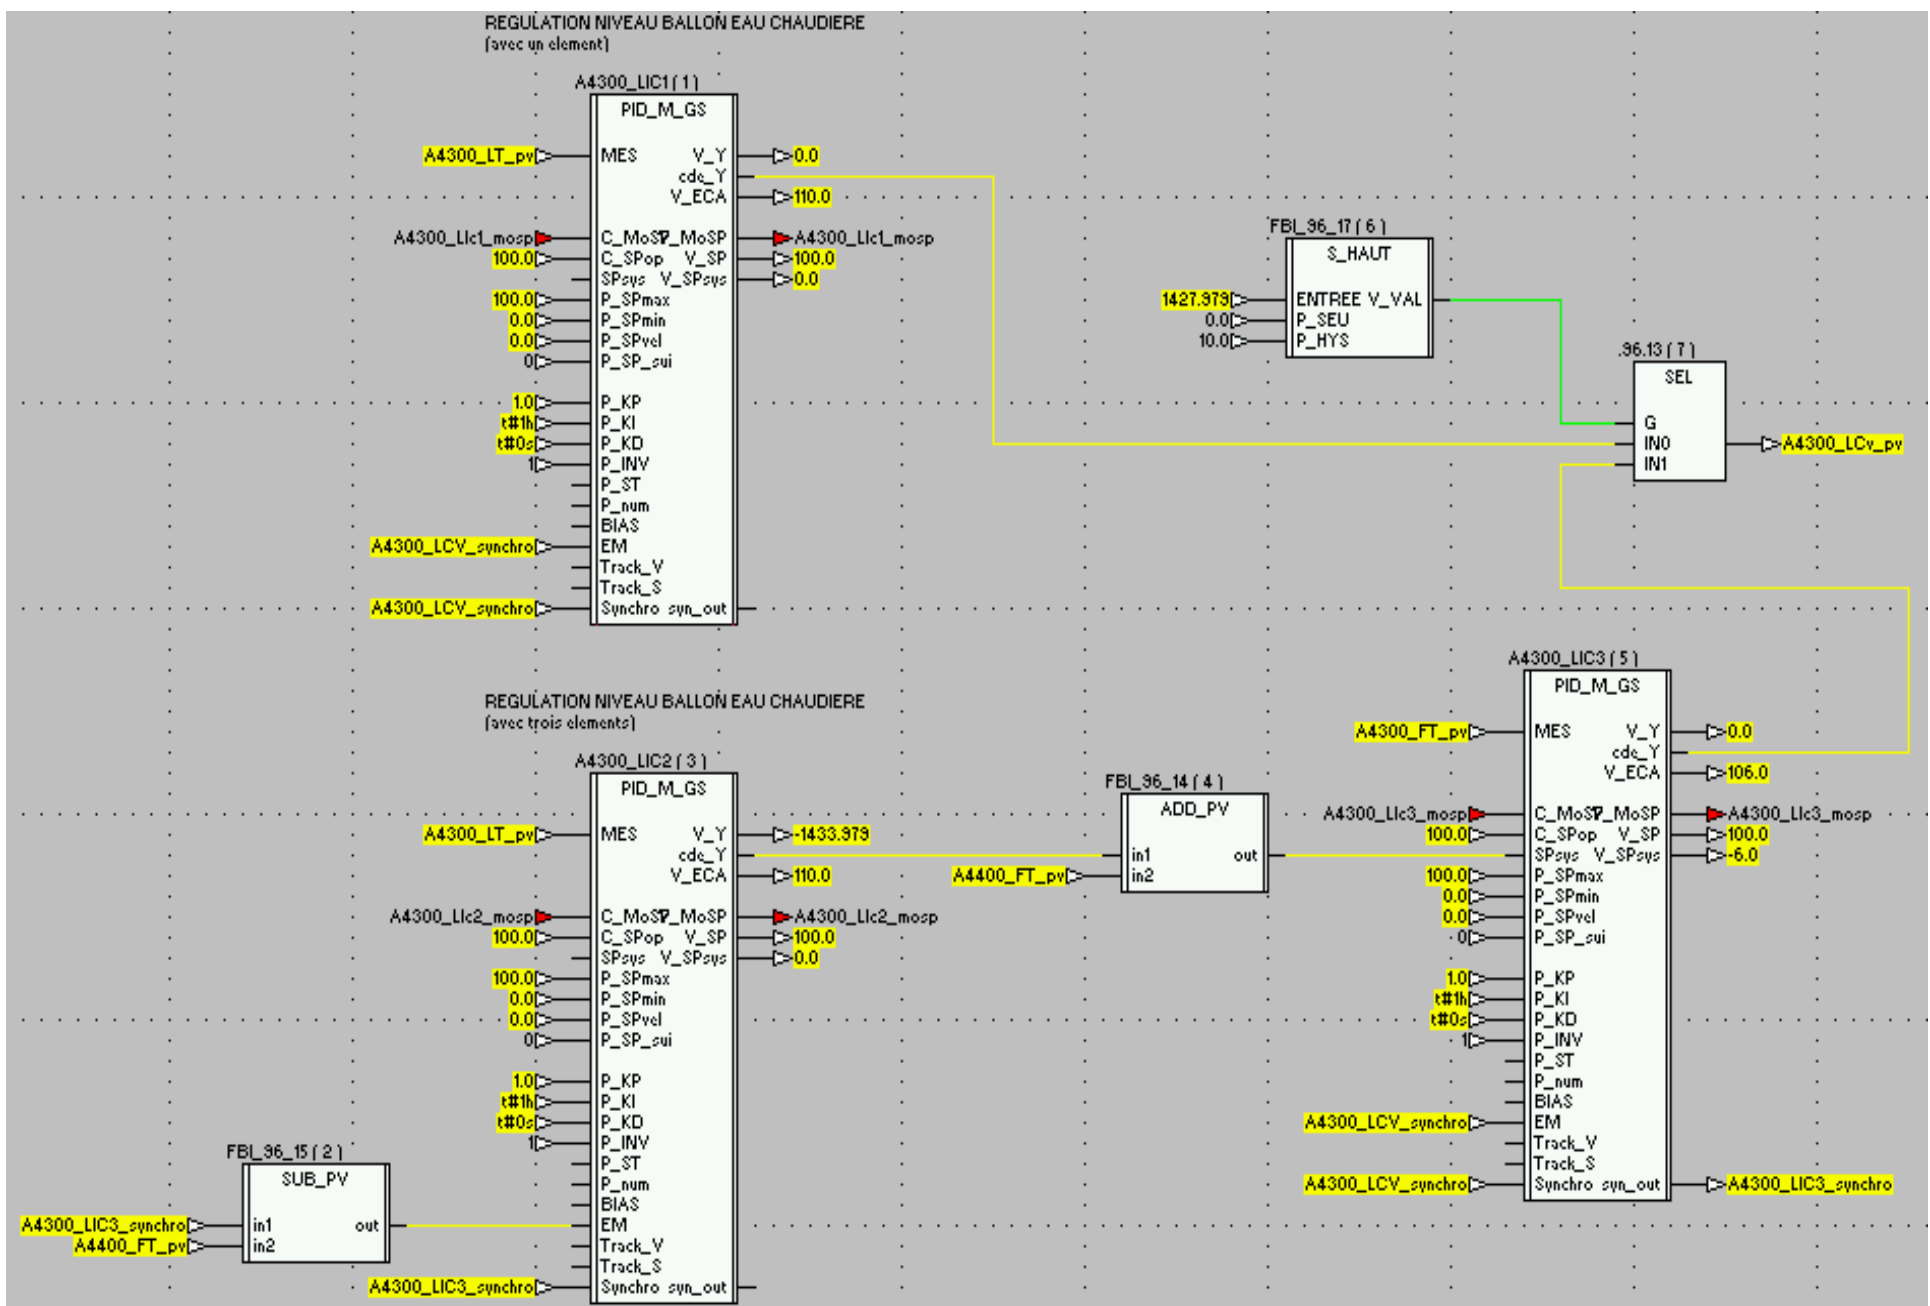 REGULATION NIVEAU BALLON EAU CHAUDIERE
(avec un element)
A4300_LIC1 ( 1 )
PID_M_GS
A4300_LT_pv MES V_Y 0.0
cde_Y
V_ECA 110.0
A4300_LIc1_mosp C_MoSP V_MoSP A4300_LIc1_mosp
100.0 C_SPop V_SP 100.0
SPsys V_SPsys 0.0
100.0 P_SPmax
0.0 P_SPmin
0.0 P_SPvel
0 P_SP_sui
1.0 P_KP
t#1h P_KI
t#0s P_KD
1 P_INV
P_ST
P_num
BIAS
A4300_LCV_synchro EM
Track_V
Track_S
A4300_LCV_synchro Synchro syn_out
FBI_96_17 ( 6 )
S_HAUT
1427.979 ENTREE V_VAL
0.0 P_SEU
10.0 P_HYS
.96.13 ( 7 )
SEL
G
IN0 A4300_LCv_pv
IN1
REGULATION NIVEAU BALLON EAU CHAUDIERE
(avec trois elements)
A4300_LIC2 ( 3 )
PID_M_GS
A4300_LT_pv MES V_Y -1433.979
cde_Y
V_ECA 110.0
A4300_LIc2_mosp C_MoSP V_MoSP A4300_LIc2_mosp
100.0 C_SPop V_SP 100.0
SPsys V_SPsys 0.0
100.0 P_SPmax
0.0 P_SPmin
0.0 P_SPvel
0 P_SP_sui
1.0 P_KP
t#1h P_KI
t#0s P_KD
1 P_INV
P_ST
P_num
BIAS
EM
Track_V
Track_S
A4300_LIC3_synchro Synchro syn_out
FBI_96_15 ( 2 )
SUB_PV
A4300_LIC3_synchro in1 out
A4400_FT_pv in2
FBI_96_14 ( 4 )
ADD_PV
in1 out
A4400_FT_pv in2
A4300_LIC3 ( 5 )
PID_M_GS
A4300_FT_pv MES V_Y 0.0
cde_Y
V_ECA 106.0
A4300_LIc3_mosp C_MoSP V_MoSP A4300_LIc3_mosp
100.0 C_SPop V_SP 100.0
SPsys V_SPsys -6.0
100.0 P_SPmax
0.0 P_SPmin
0.0 P_SPvel
0 P_SP_sui
1.0 P_KP
t#1h P_KI
t#0s P_KD
1 P_INV
P_ST
P_num
BIAS
A4300_LCV_synchro EM
Track_V
Track_S
A4300_LCV_synchro Synchro syn_out A4300_LIC3_synchro